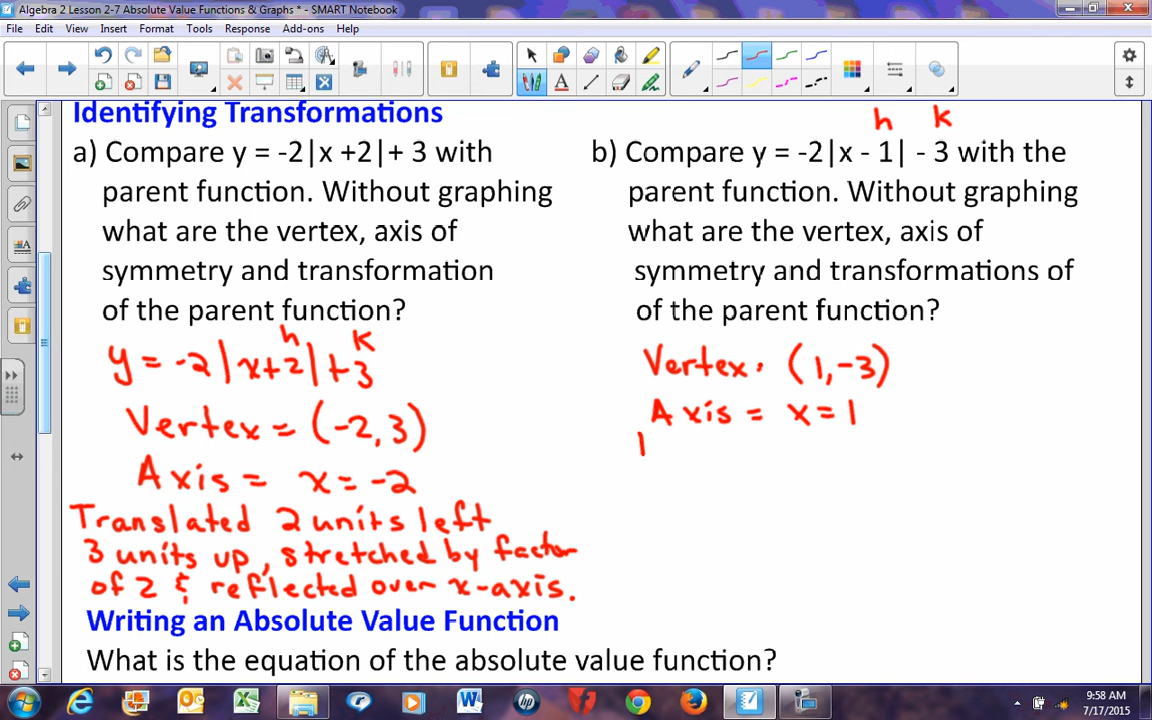 Algebra 2 Lesson 2-7 Absolute Value Functions & Graphs * - SMART Notebook
File Edit View Insert Format Tools Response Add-ons Help
Identifying Transformations
a) Compare y = -2|x +2|+ 3 with
parent function. Without graphing
what are the vertex, axis of
symmetry and transformation
of the parent function?
h k
y = -2|x+2|+3
Vertex = (-2,3)
Axis = x = -2
Translated 2 units left
3 units up, stretched by factor
of 2 & reflected over x-axis.
h k
b) Compare y = -2|x - 1| - 3 with the
parent function. Without graphing
what are the vertex, axis of
symmetry and transformations of
of the parent function?
Vertex. (1,-3)
Axis = x = 1
Writing an Absolute Value Function
What is the equation of the absolute value function?
9:58 AM
7/17/2015